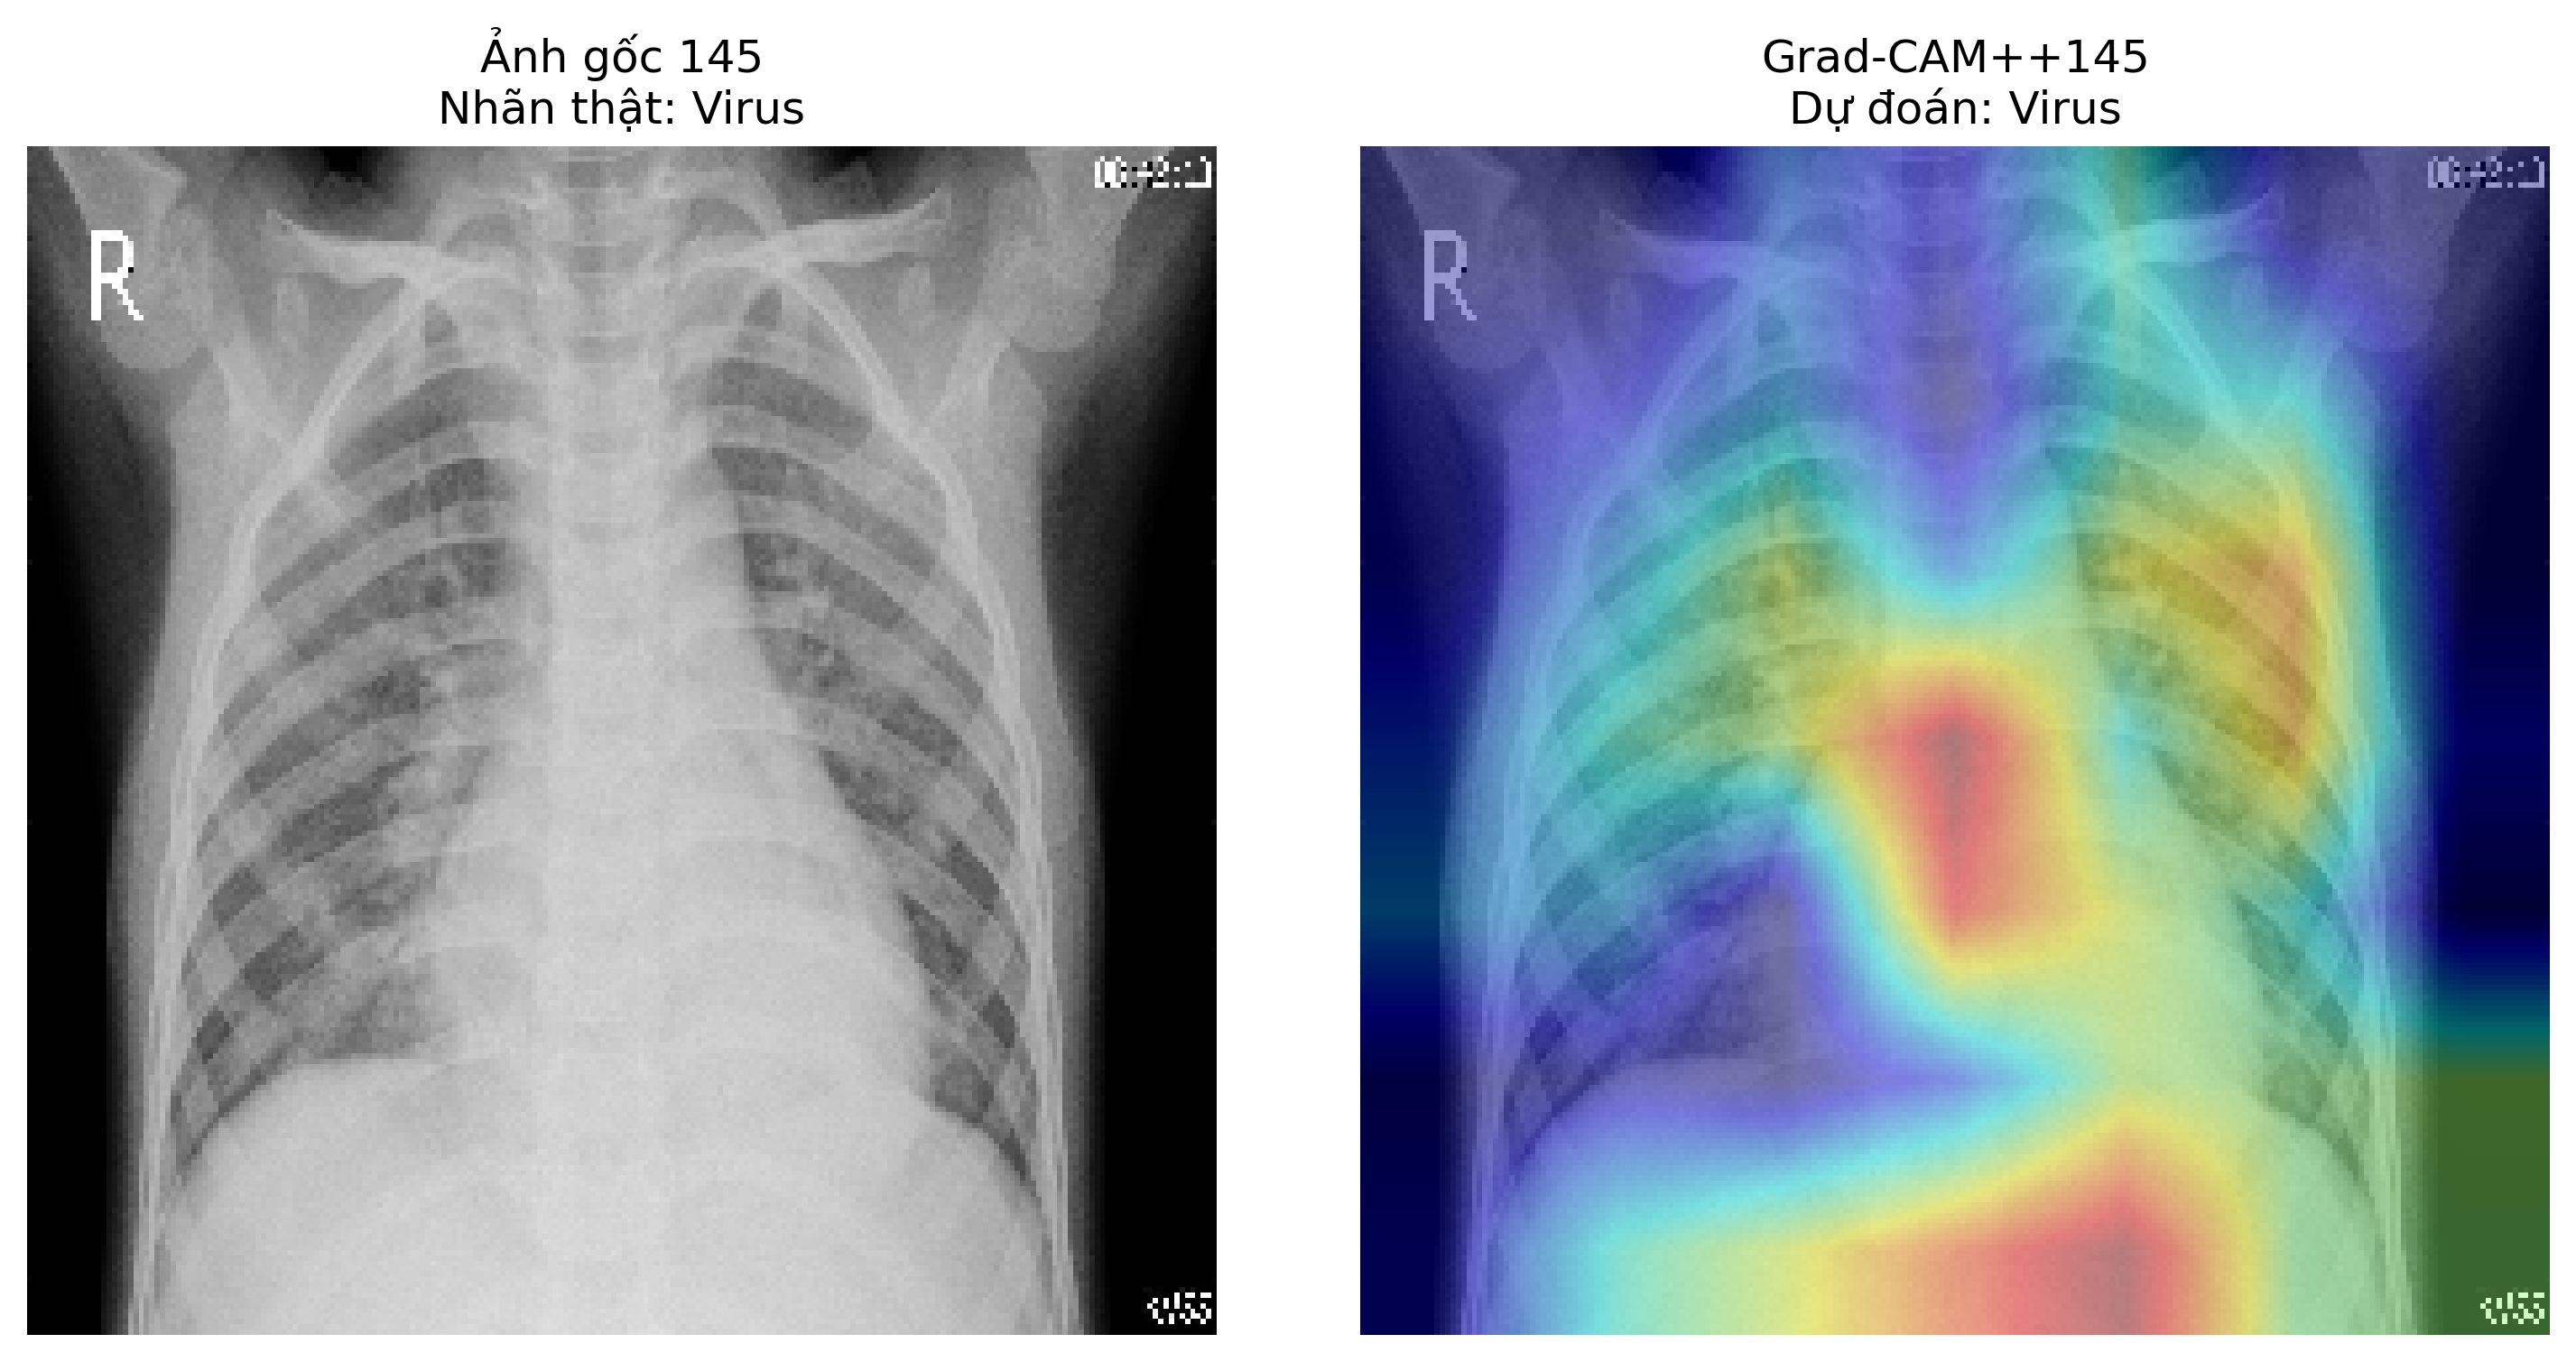 Ảnh gốc 145
Nhãn thật: Virus
Grad-CAM++145
Dự đoán: Virus
R
R